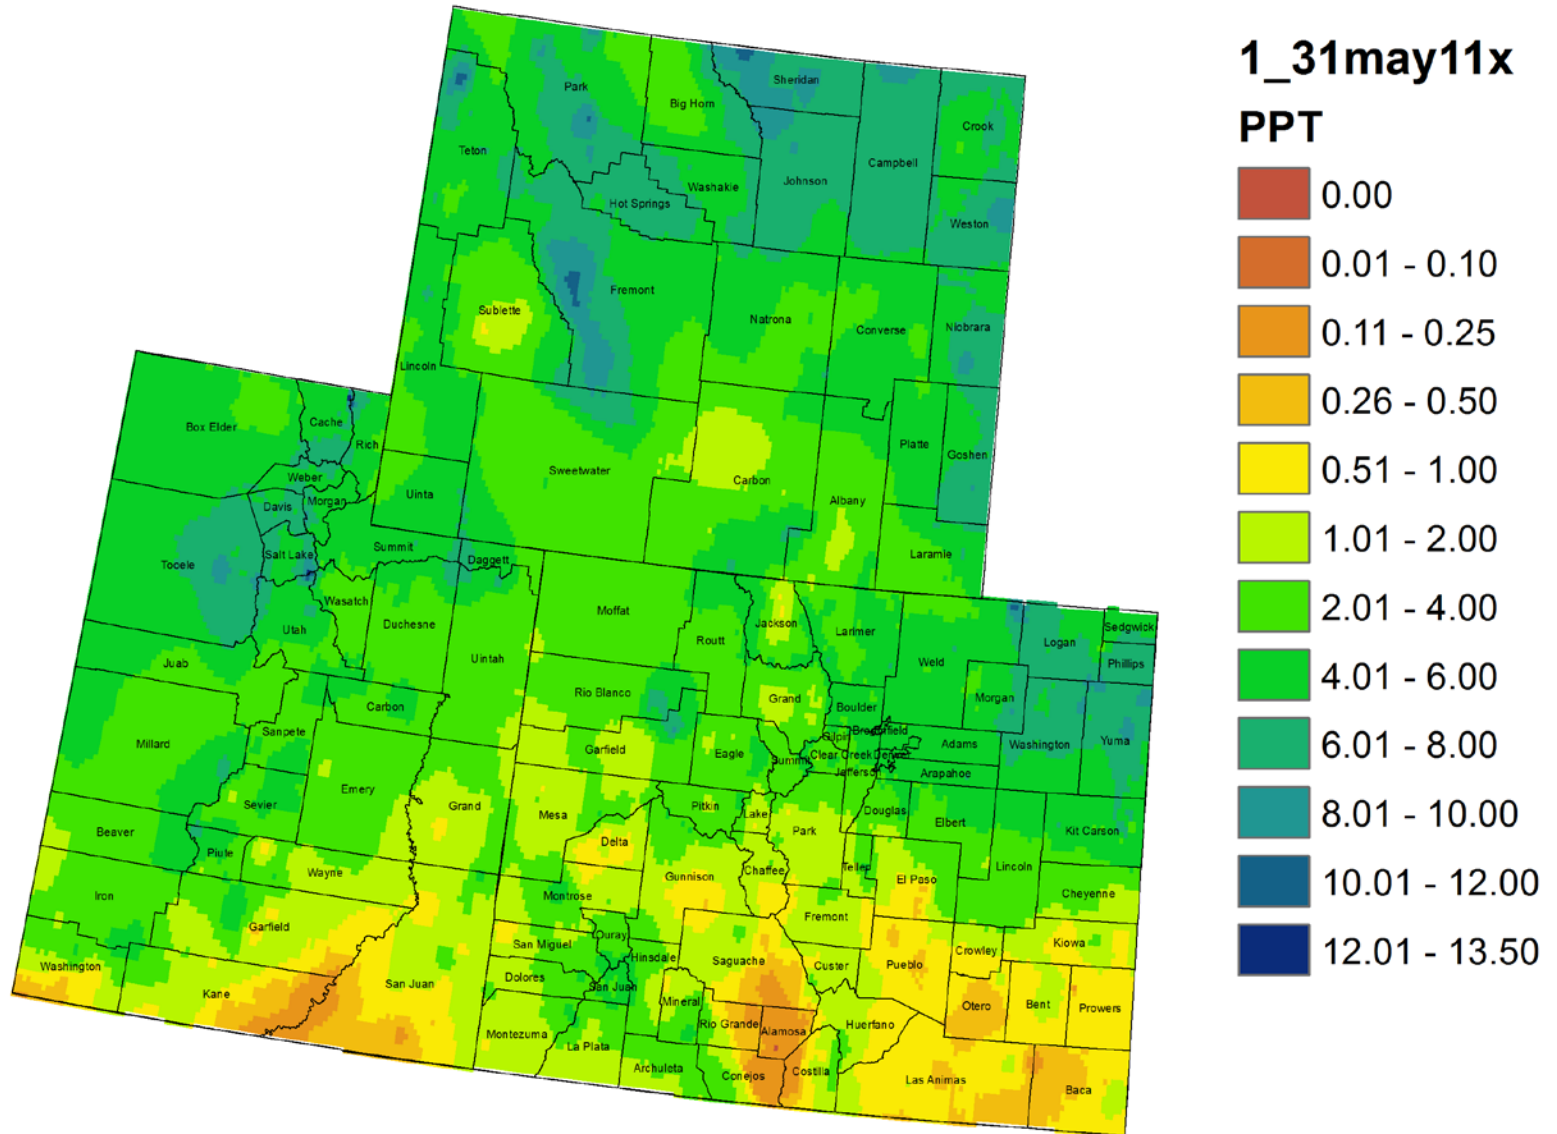 1_31may11x
PPT
0.00
0.01 - 0.10
0.11 - 0.25
0.26 - 0.50
0.51 - 1.00
1.01 - 2.00
2.01 - 4.00
4.01 - 6.00
6.01 - 8.00
8.01 - 10.00
10.01 - 12.00
12.01 - 13.50
Sheridan
Park
Big Horn
Crook
Teton
Campbell
Johnson
Washakie
Hot Springs
Weston
Fremont
Sublette
Natrona
Converse
Niobrara
Lincoln
Box Elder
Cache
Rich
Platte
Goshen
Sweetwater
Carbon
Weber
Uinta
Albany
Davis
Morgan
Summit
Salt Lake
Daggett
Laramie
Tooele
Wasatch
Moffat
Duchesne
Jackson
Utah
Larimer
Sedgwick
Routt
Logan
Uintah
Weld
Juab
Phillips
Rio Blanco
Grand
Morgan
Carbon
Boulder
Sanpete
Broomfield
Gilpin
Millard
Garfield
Eagle
Adams
Washington
Yuma
Summit
Clear Creek
Denver
Jefferson
Arapahoe
Emery
Sevier
Grand
Pitkin
Mesa
Lake
Douglas
Elbert
Beaver
Park
Kit Carson
Delta
Piute
Wayne
Gunnison
Chaffee
Teller
El Paso
Lincoln
Iron
Montrose
Cheyenne
Fremont
Garfield
Ouray
San Miguel
Crowley
Kiowa
Hinsdale
Saguache
Custer
Pueblo
Washington
Dolores
San Juan
Kane
San Juan
Mineral
Otero
Bent
Prowers
Rio Grande
Alamosa
Huerfano
Montezuma
La Plata
Archuleta
Conejos
Costilla
Las Animas
Baca